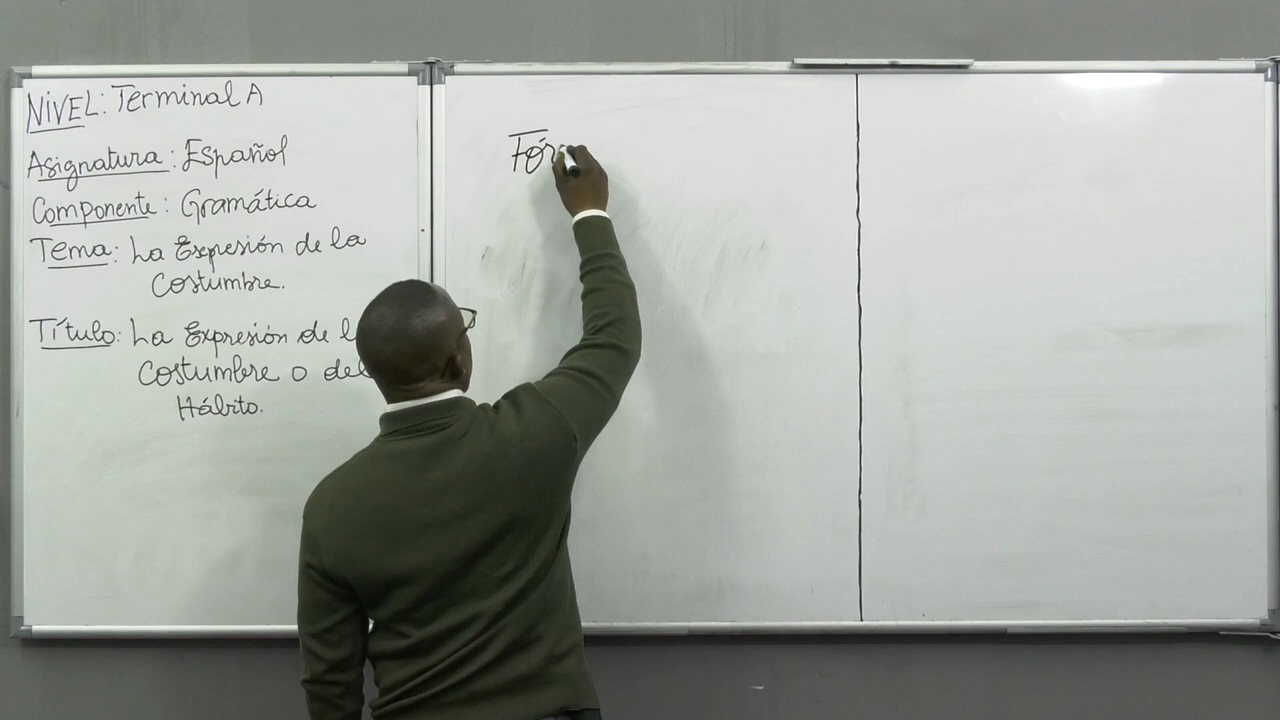 NIVEL: Terminal A
Asignatura: Español
Componente: Gramática
Tema: La Expresión de la
Costumbre.
Título: La Expresión de
Costumbre o del
Hábito.